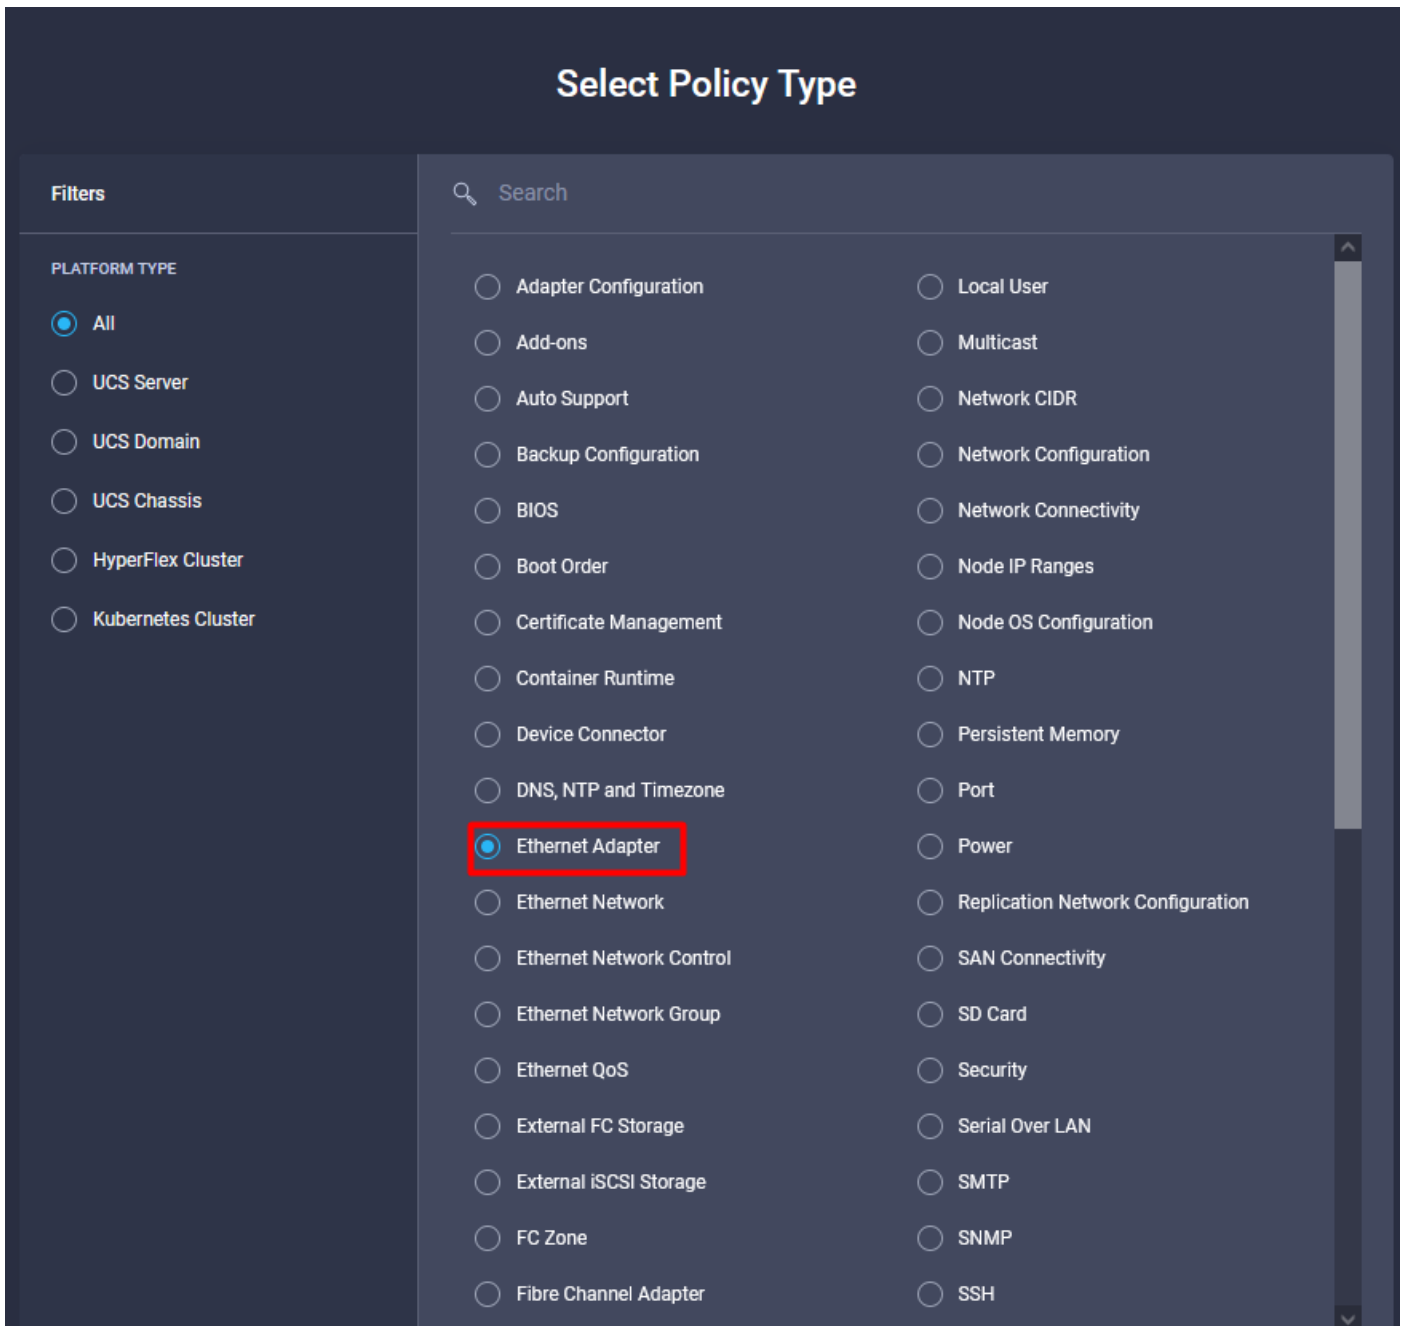 Select Policy Type
Filters
PLATFORM TYPE
All
UCS Server
UCS Domain
UCS Chassis
HyperFlex Cluster
Kubernetes Cluster
Search
Adapter Configuration
Add-ons
Auto Support
Backup Configuration
BIOS
Boot Order
Certificate Management
Container Runtime
Device Connector
DNS, NTP and Timezone
Ethernet Adapter
Ethernet Network
Ethernet Network Control
Ethernet Network Group
Ethernet QoS
External FC Storage
External iSCSI Storage
FC Zone
Fibre Channel Adapter
Local User
Multicast
Network CIDR
Network Configuration
Network Connectivity
Node IP Ranges
Node OS Configuration
NTP
Persistent Memory
Port
Power
Replication Network Configuration
SAN Connectivity
SD Card
Security
Serial Over LAN
SMTP
SNMP
SSH